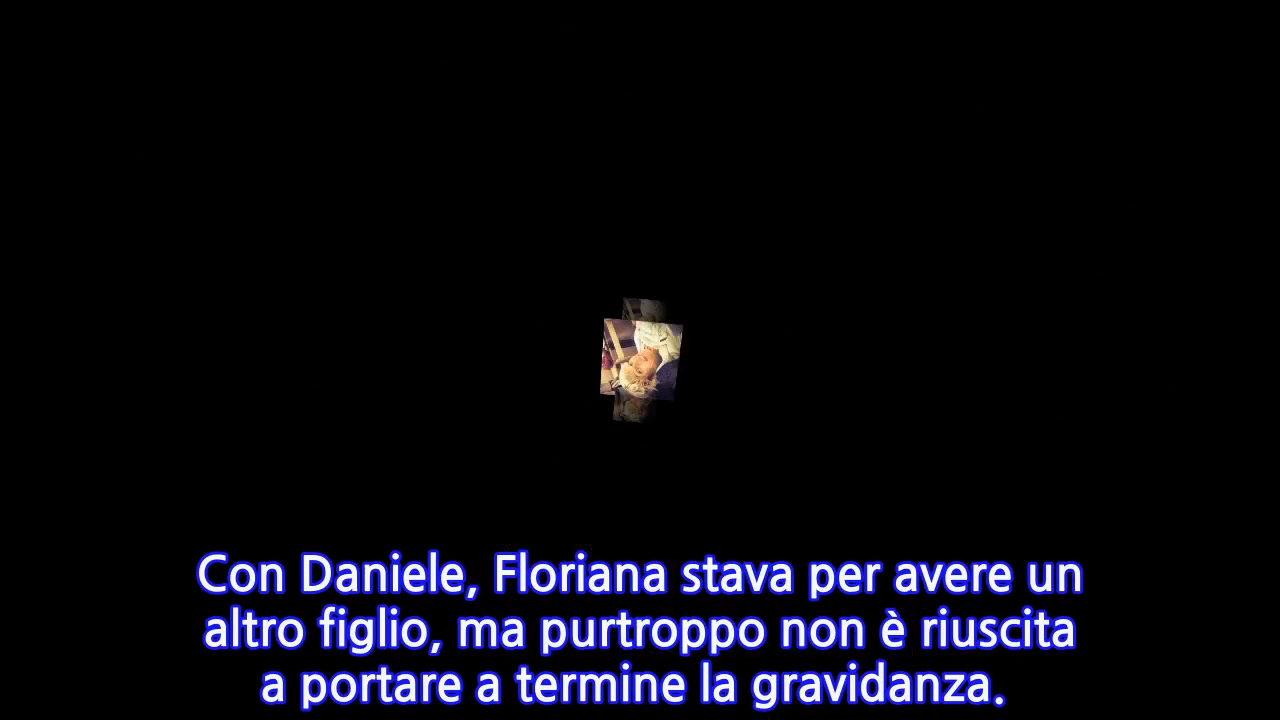 Con Daniele, Floriana stava per avere un
altro figlio, ma purtroppo non è riuscita
a portare a termine la gravidanza.